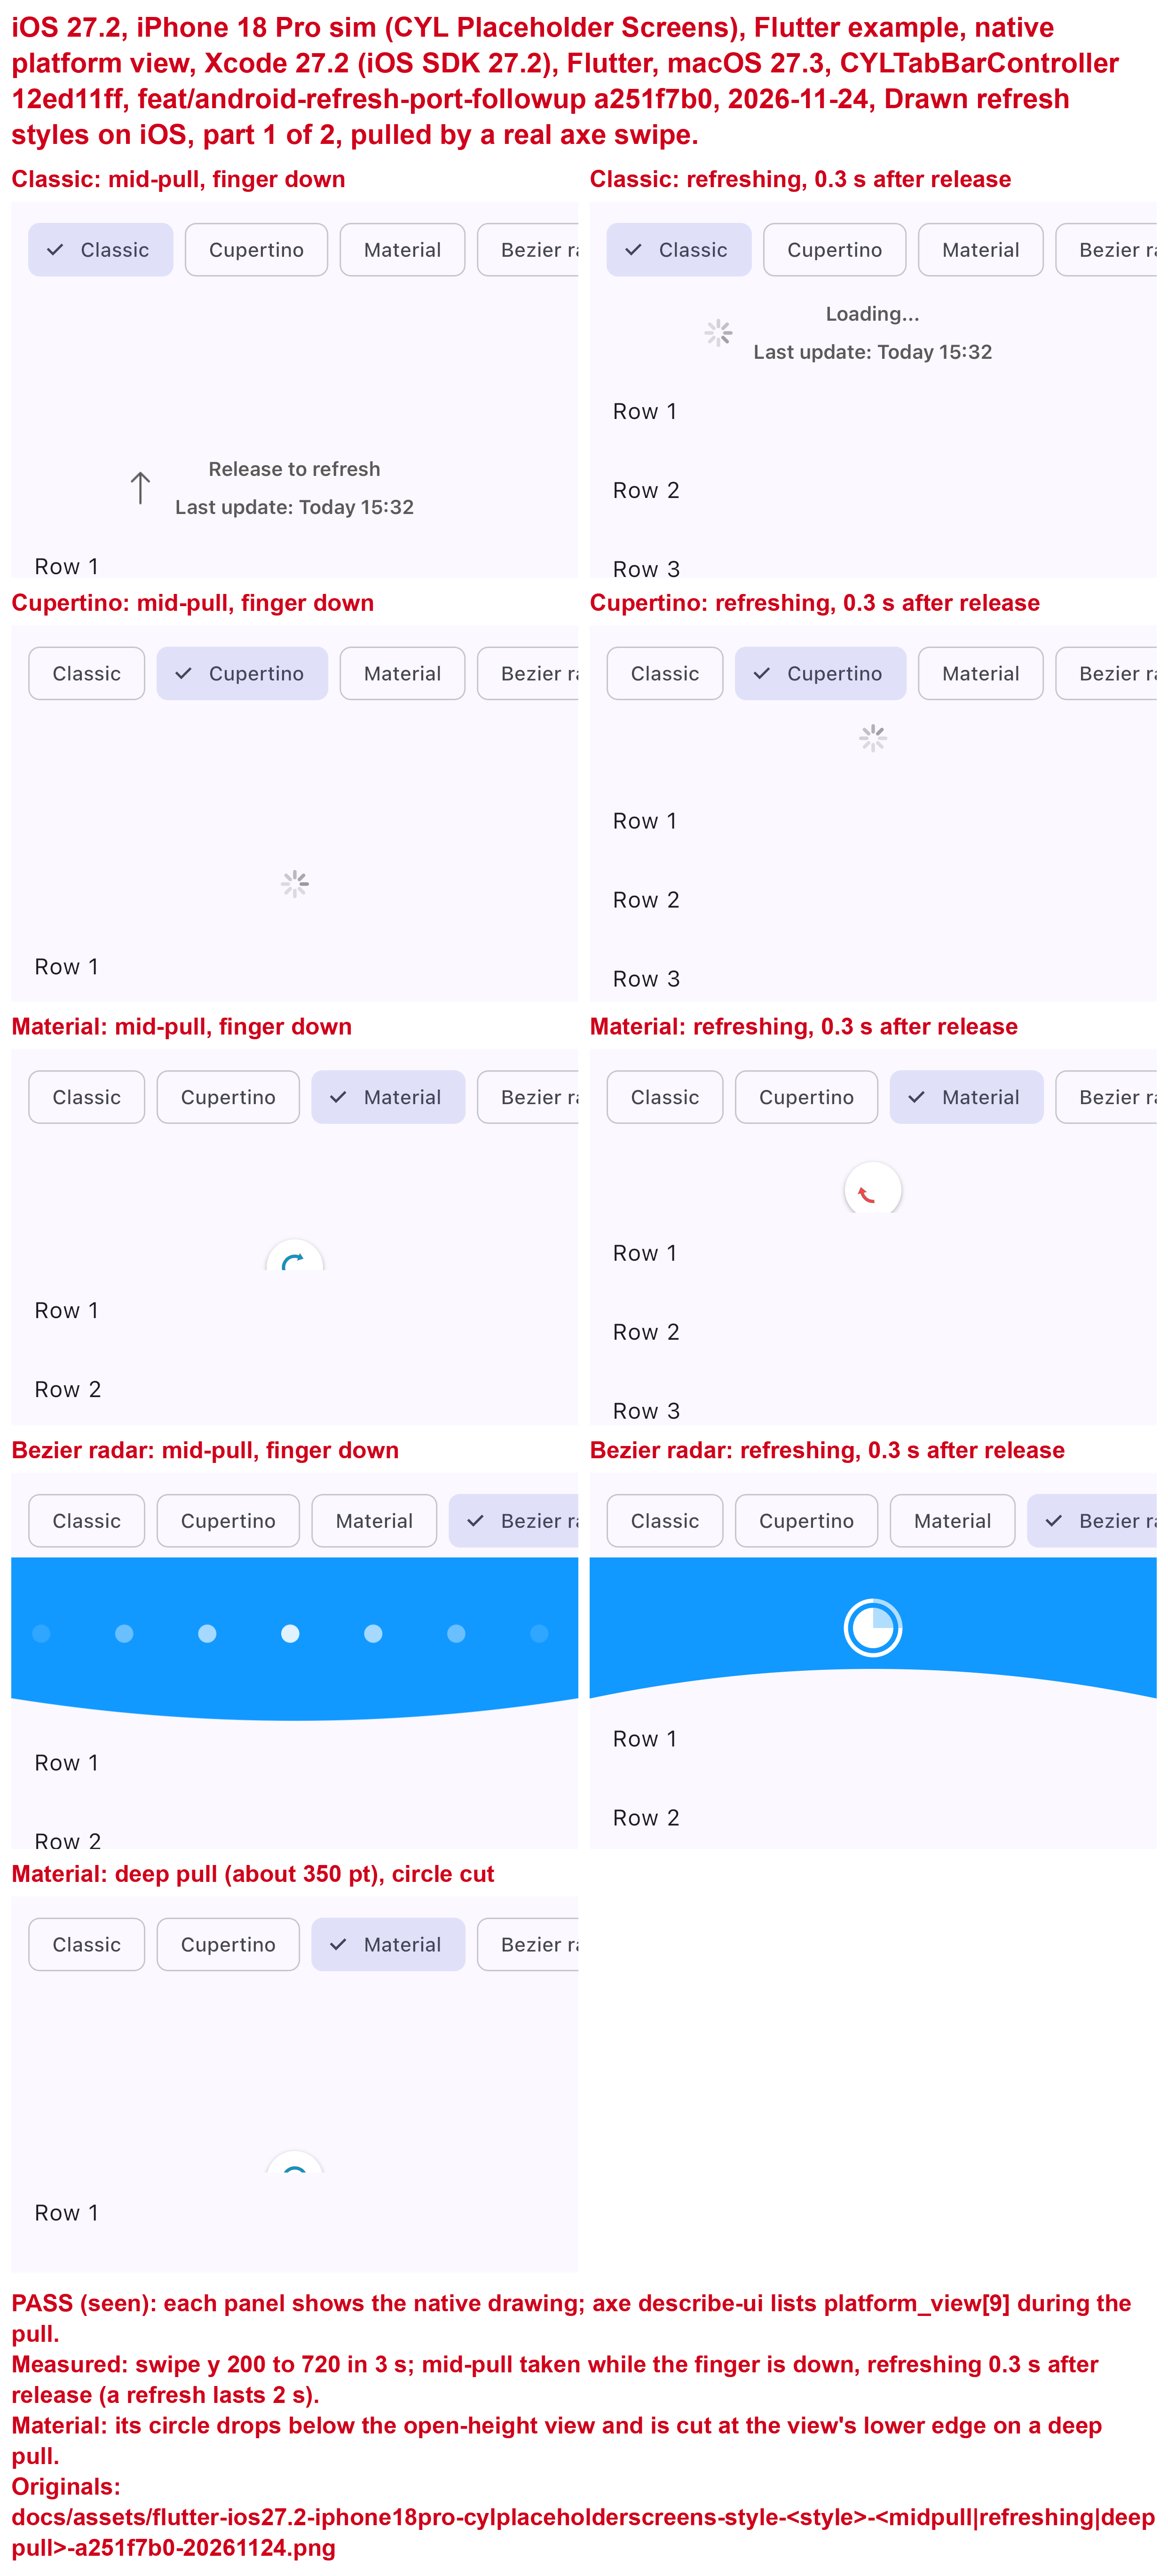 iOS 27.2, iPhone 18 Pro sim (CYL Placeholder Screens), Flutter example, native
platform view, Xcode 27.2 (iOS SDK 27.2), Flutter, macOS 27.3, CYLTabBarController
12ed11ff, feat/android-refresh-port-followup a251f7b0, 2026-11-24, Drawn refresh
styles on iOS, part 1 of 2, pulled by a real axe swipe.
Classic: mid-pull, finger down
Classic Cupertino Material Bezier ra
Release to refresh
Last update: Today 15:32
Row 1
Classic: refreshing, 0.3 s after release
Classic Cupertino Material Bezier ra
Loading...
Last update: Today 15:32
Row 1
Row 2
Row 3
Cupertino: mid-pull, finger down
Classic Cupertino Material Bezier ra
Row 1
Cupertino: refreshing, 0.3 s after release
Classic Cupertino Material Bezier ra
Row 1
Row 2
Row 3
Material: mid-pull, finger down
Classic Cupertino Material Bezier ra
Row 1
Row 2
Material: refreshing, 0.3 s after release
Classic Cupertino Material Bezier ra
Row 1
Row 2
Row 3
Bezier radar: mid-pull, finger down
Classic Cupertino Material Bezier ra
Row 1
Row 2
Bezier radar: refreshing, 0.3 s after release
Classic Cupertino Material Bezier ra
Row 1
Row 2
Material: deep pull (about 350 pt), circle cut
Classic Cupertino Material Bezier ra
Row 1
PASS (seen): each panel shows the native drawing; axe describe-ui lists platform_view[9] during the
pull.
Measured: swipe y 200 to 720 in 3 s; mid-pull taken while the finger is down, refreshing 0.3 s after
release (a refresh lasts 2 s).
Material: its circle drops below the open-height view and is cut at the view's lower edge on a deep
pull.
Originals:
docs/assets/flutter-ios27.2-iphone18pro-cylplaceholderscreens-style-<style>-<midpull|refreshing|deep
pull>-a251f7b0-20261124.png